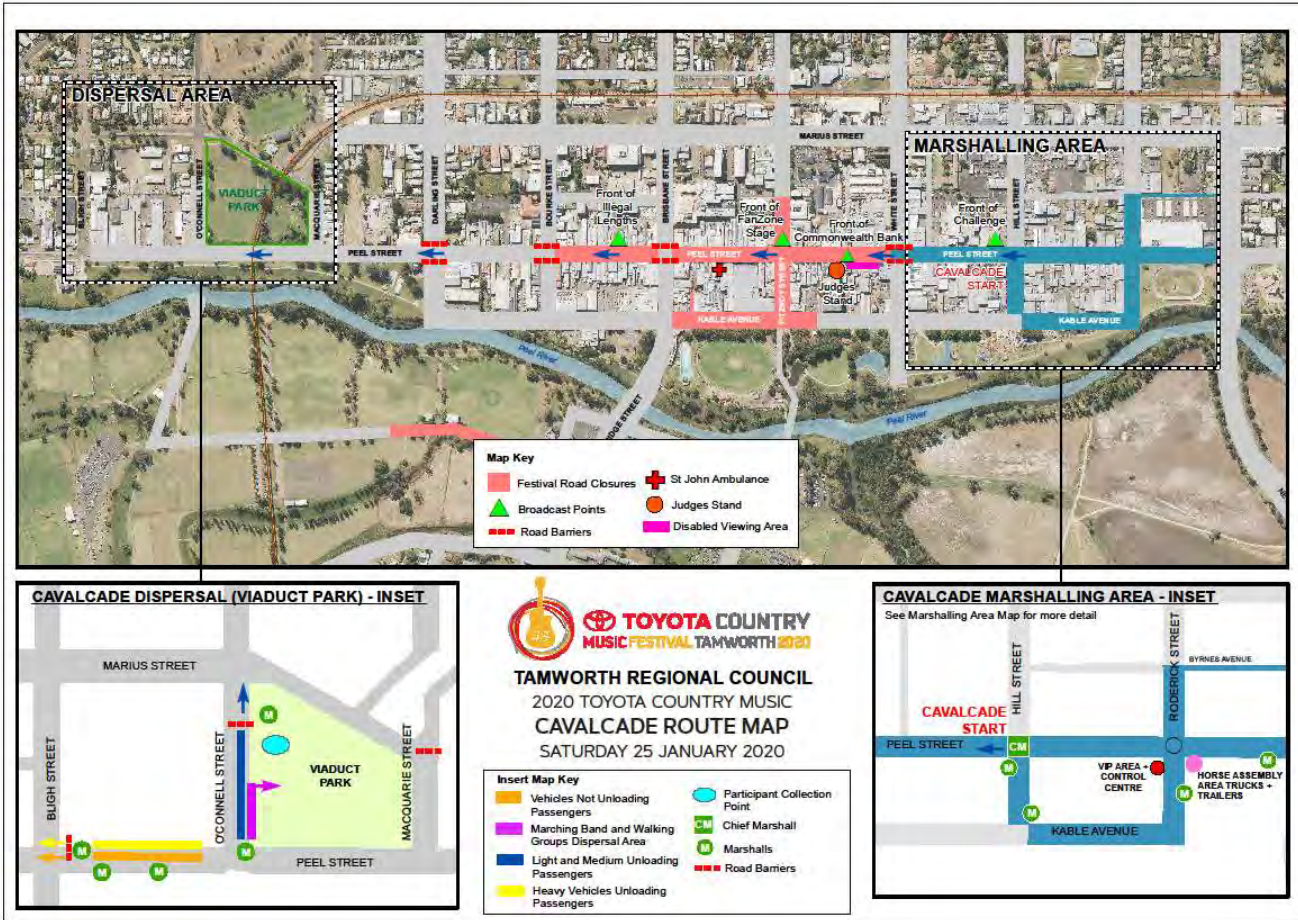 DISPERSAL AREA
MARSHALLING AREA
MARIUS STREET
BLIGH STREET
O'CONNELL STREET
VIADUCT
PARK
MACQUARIE STREET
DARLING STREET
BOURKE STREET
BRISBANE STREET
WHITE STREET
HILL STREET
Front of
Illegal
Lengths
Front of
FanZone
Stage
Front of
Commonwealth Bank
Front of
Challenge
PEEL STREET
PEEL STREET
PEEL STREET
CAVALCADE
START
Judges
Stand
FITZROY STREET
KABLE AVENUE
KABLE AVENUE
Peel River
Peel River
Map Key
Festival Road Closures
St John Ambulance
Broadcast Points
Judges Stand
Road Barriers
Disabled Viewing Area
CAVALCADE DISPERSAL (VIADUCT PARK) - INSET
MARIUS STREET
BLIGH STREET
O'CONNELL STREET
MACQUARIE STREET
M
VIADUCT
PARK
M
M
M
M
PEEL STREET
TOYOTA COUNTRY
MUSIC FESTIVAL TAMWORTH 2020
TAMWORTH REGIONAL COUNCIL
2020 TOYOTA COUNTRY MUSIC
CAVALCADE ROUTE MAP
SATURDAY 25 JANUARY 2020
Insert Map Key
Vehicles Not Unloading
Passengers
Marching Band and Walking
Groups Dispersal Area
Light and Medium Unloading
Passengers
Heavy Vehicles Unloading
Passengers
Participant Collection
Point
CM Chief Marshall
M Marshalls
Road Barriers
CAVALCADE MARSHALLING AREA - INSET
See Marshalling Area Map for more detail
HILL STREET
RODERICK STREET
BYRNES AVENUE
CAVALCADE
START
PEEL STREET
CM
M
VIP AREA +
CONTROL
CENTRE
M
HORSE ASSEMBLY
AREA TRUCKS +
TRAILERS
M
M
KABLE AVENUE